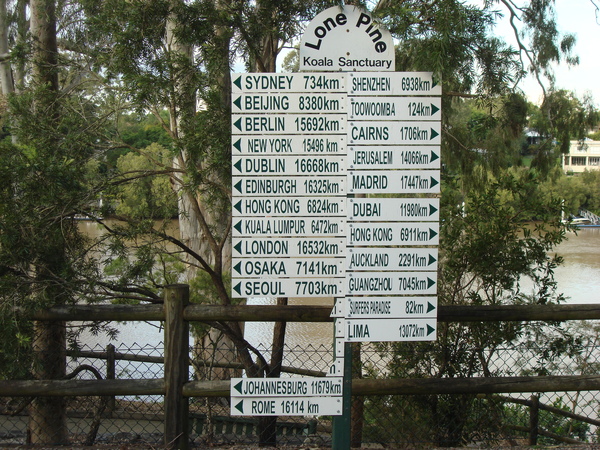 Lone Pine
Koala Sanctuary
SYDNEY 734km
BEIJING 8380km
BERLIN 15692km
NEW YORK 15496 km
DUBLIN 16668km
EDINBURGH 16325km
HONG KONG 6824km
KUALA LUMPUR 6472km
LONDON 16532km
OSAKA 7141km
SEOUL 7703km
JOHANNESBURG 11679km
ROME 16114 km
SHENZHEN 6938km
TOOWOOMBA 124km
CAIRNS 1706km
JERUSALEM 14066km
MADRID 17447km
DUBAI 11980km
HONG KONG 6911km
AUCKLAND 2291km
GUANGZHOU 7045km
SURFERS PARADISE 82km
LIMA 13072km